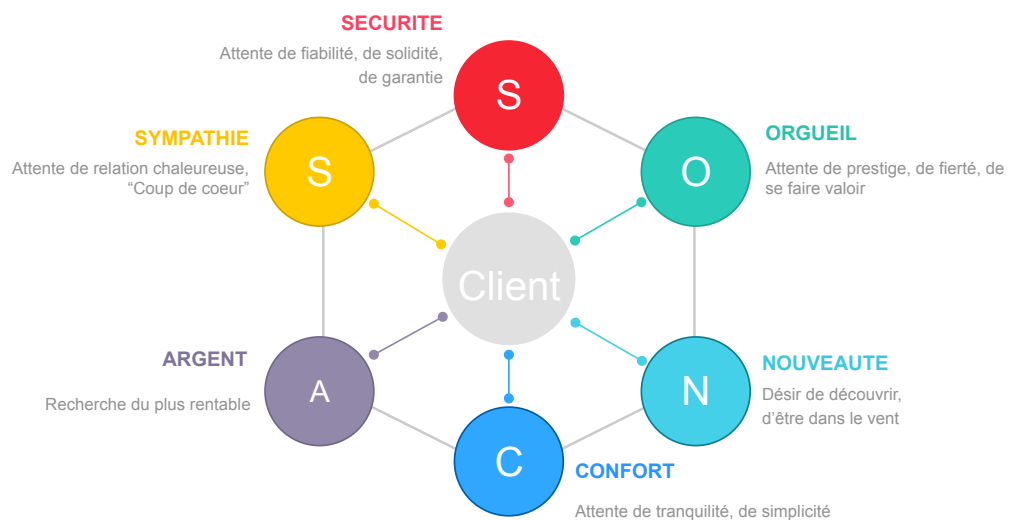 SECURITE
Attente de fiabilité, de solidité,
de garantie
S
ORGUEIL
Attente de prestige, de fierté, de
se faire valoir
O
NOUVEAUTE
Désir de découvrir,
d'être dans le vent
N
CONFORT
Attente de tranquilité, de simplicité
C
ARGENT
Recherche du plus rentable
A
SYMPATHIE
Attente de relation chaleureuse,
“Coup de coeur”
S
Client